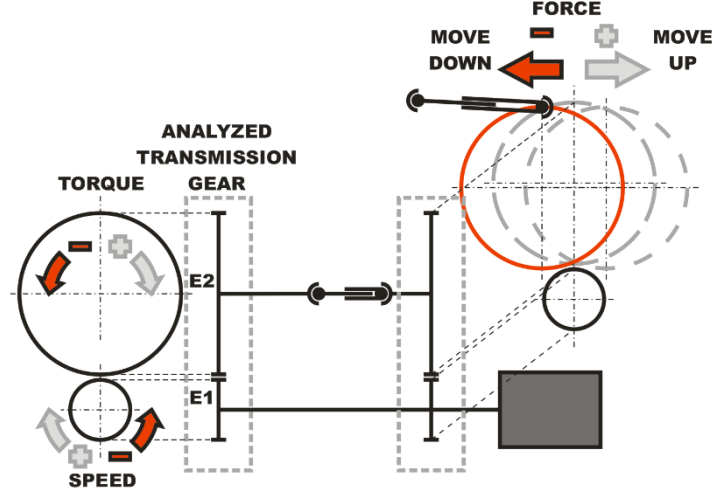 FORCE
MOVE
DOWN
MOVE
UP
ANALYZED
TRANSMISSION
GEAR
TORQUE
E2
E1
SPEED